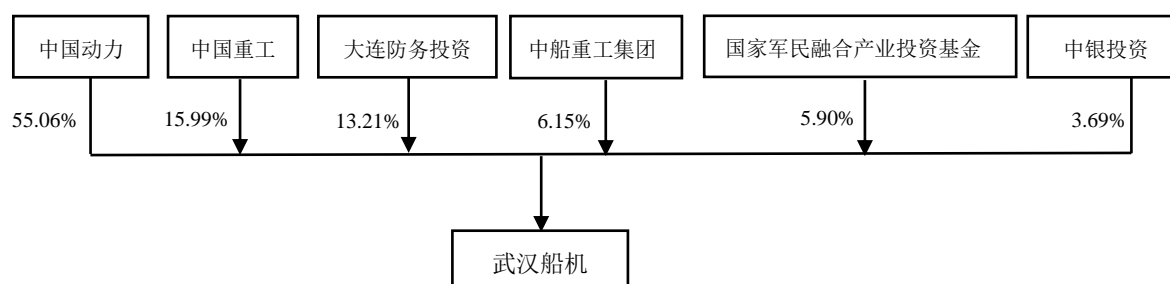 中国动力
中国重工
大连防务投资
中船重工集团
国家军民融合产业投资基金
中银投资
55.06%
15.99%
13.21%
6.15%
5.90%
3.69%
武汉船机